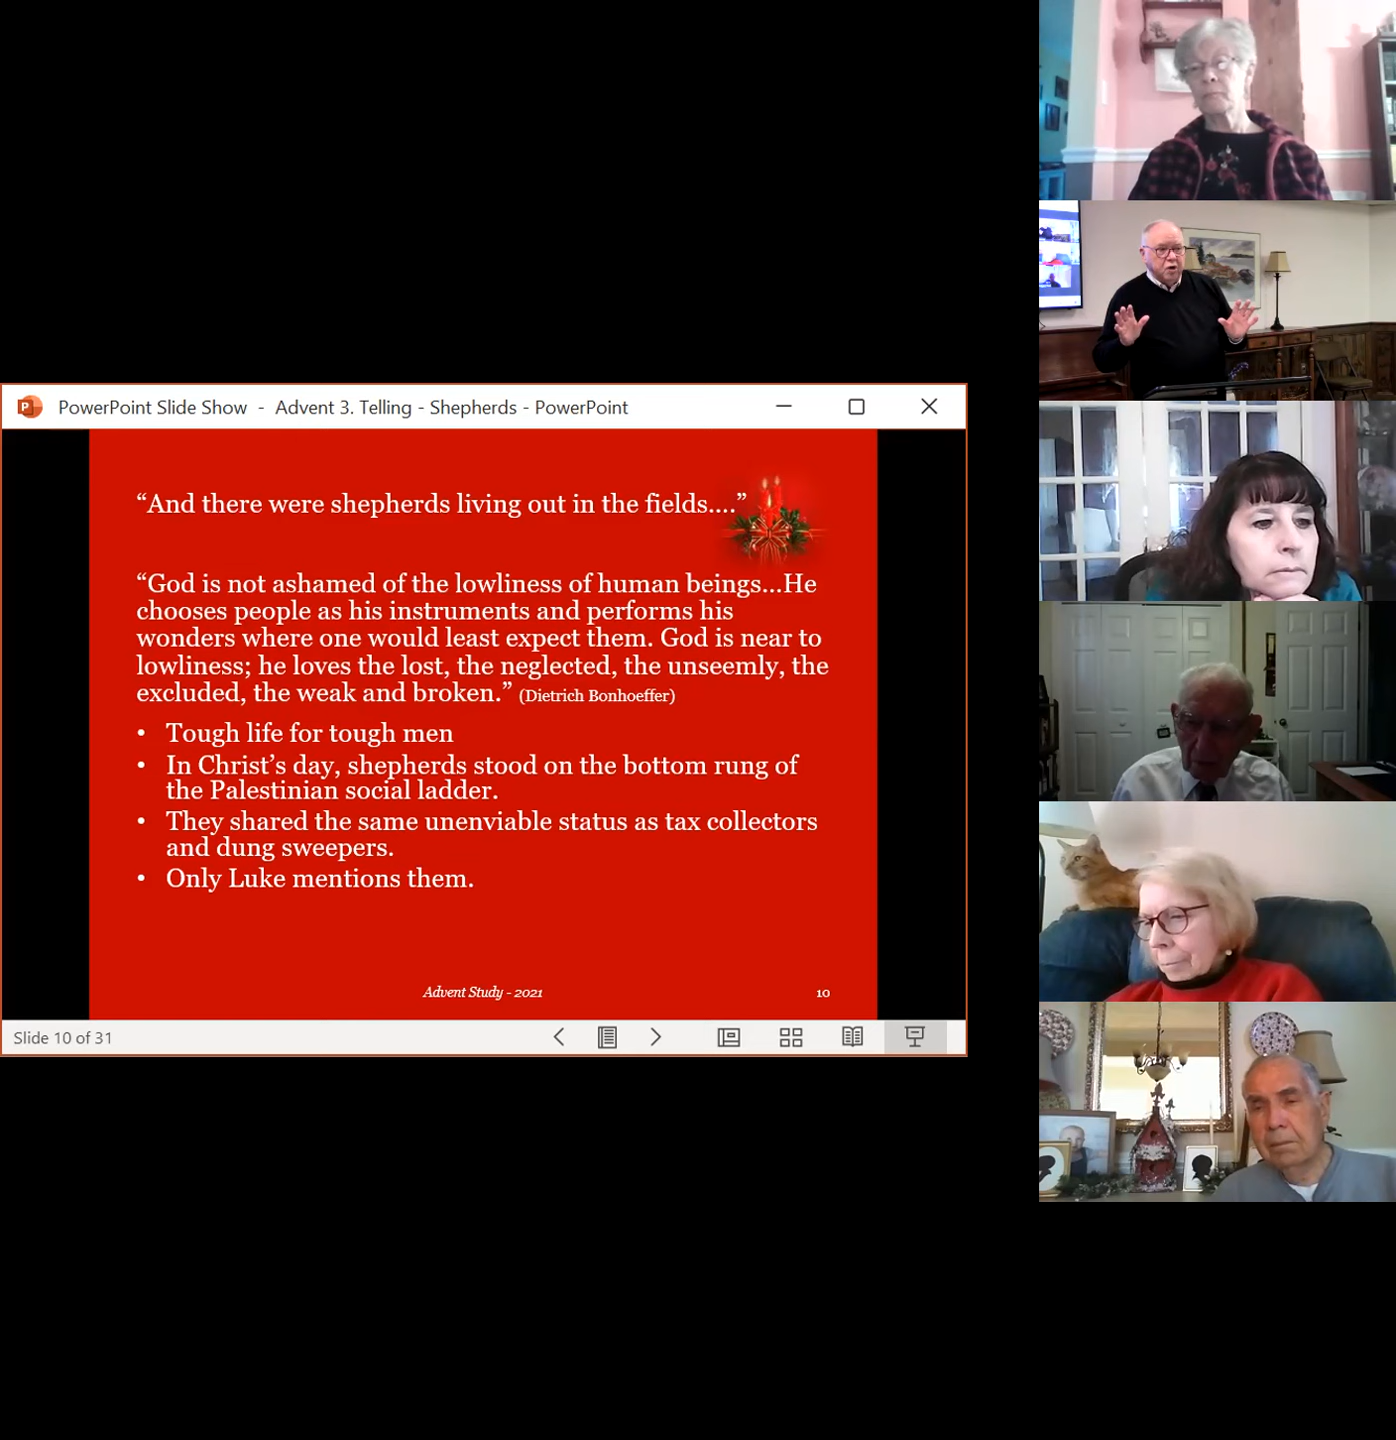 PowerPoint Slide Show - Advent 3. Telling - Shepherds - PowerPoint
“And there were shepherds living out in the fields....”
“God is not ashamed of the lowliness of human beings...He
chooses people as his instruments and performs his
wonders where one would least expect them. God is near to
lowliness; he loves the lost, the neglected, the unseemly, the
excluded, the weak and broken.” (Dietrich Bonhoeffer)
• Tough life for tough men
• In Christ’s day, shepherds stood on the bottom rung of
the Palestinian social ladder.
• They shared the same unenviable status as tax collectors
and dung sweepers.
• Only Luke mentions them.
Advent Study - 2021
10
Slide 10 of 31